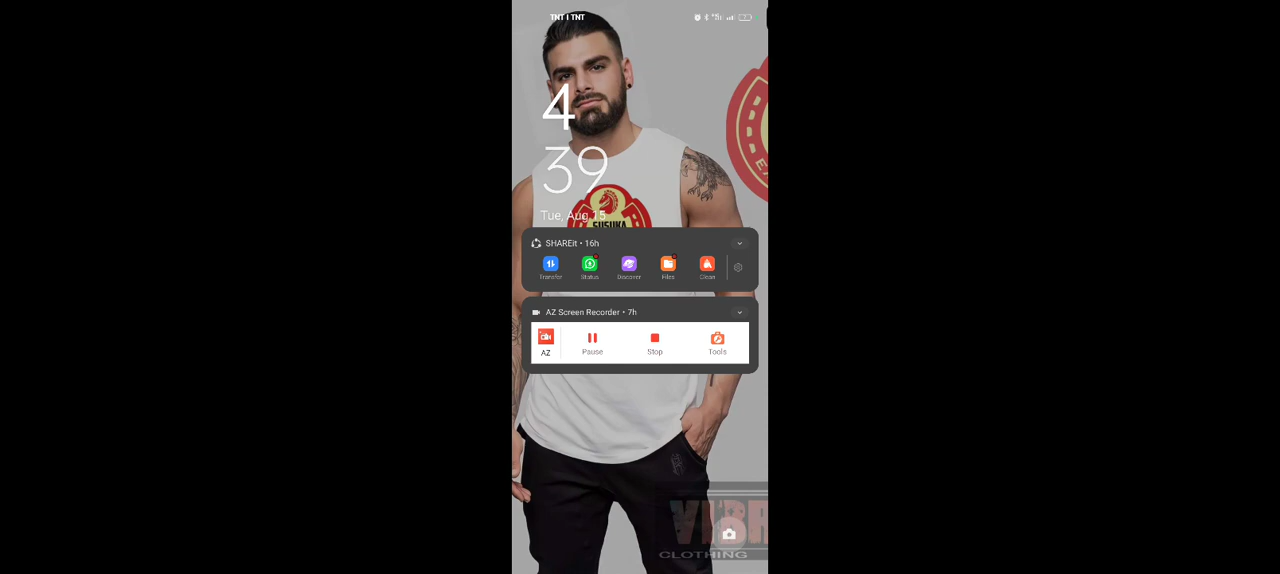 TNT | TNT
4
39
Tue, Aug 15
SUSUKA
SHAREit • 16h
Transfer
Status
Discover
Files
Clean
AZ Screen Recorder • 7h
AZ
Pause
Stop
Tools
CLOTHING